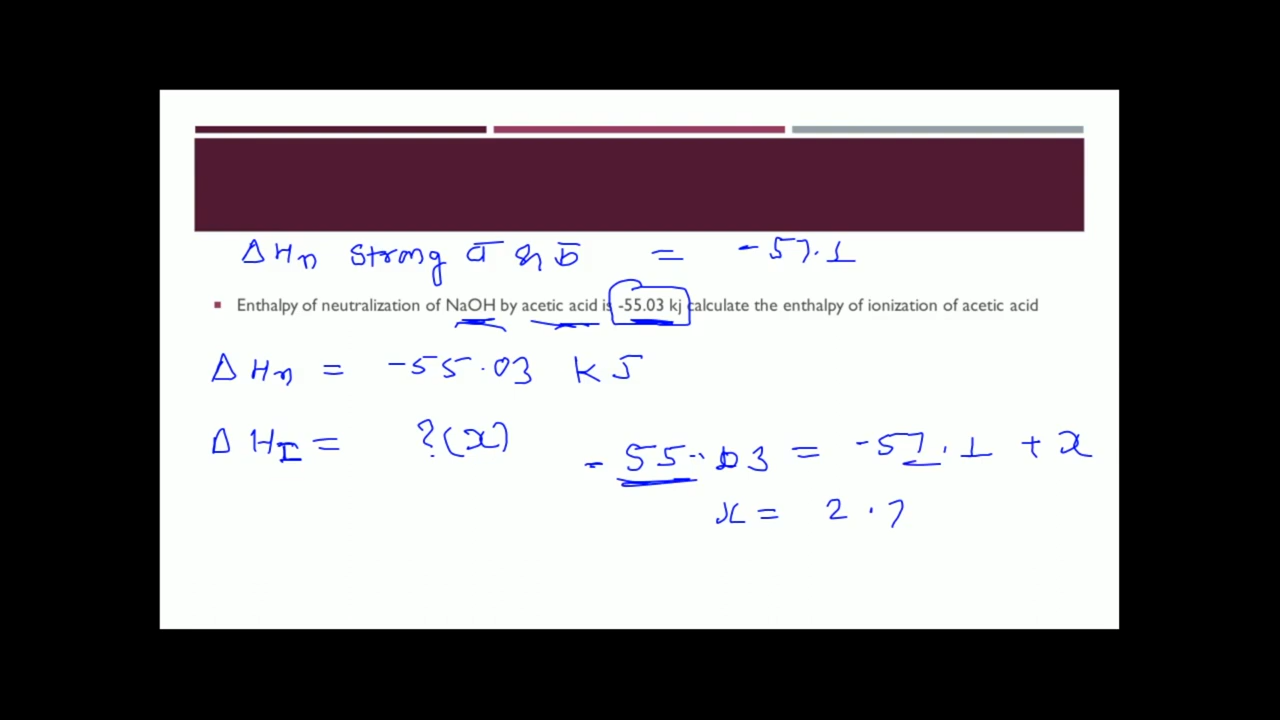 ΔHn Strong ā & b̄ = -57.1
Enthalpy of neutralization of NaOH by acetic acid is -55.03 kj calculate the enthalpy of ionization of acetic acid
ΔHn = -55.03 kJ
ΔHI = ?(x)
-55.03 = -57.1 + x
x = 2.7